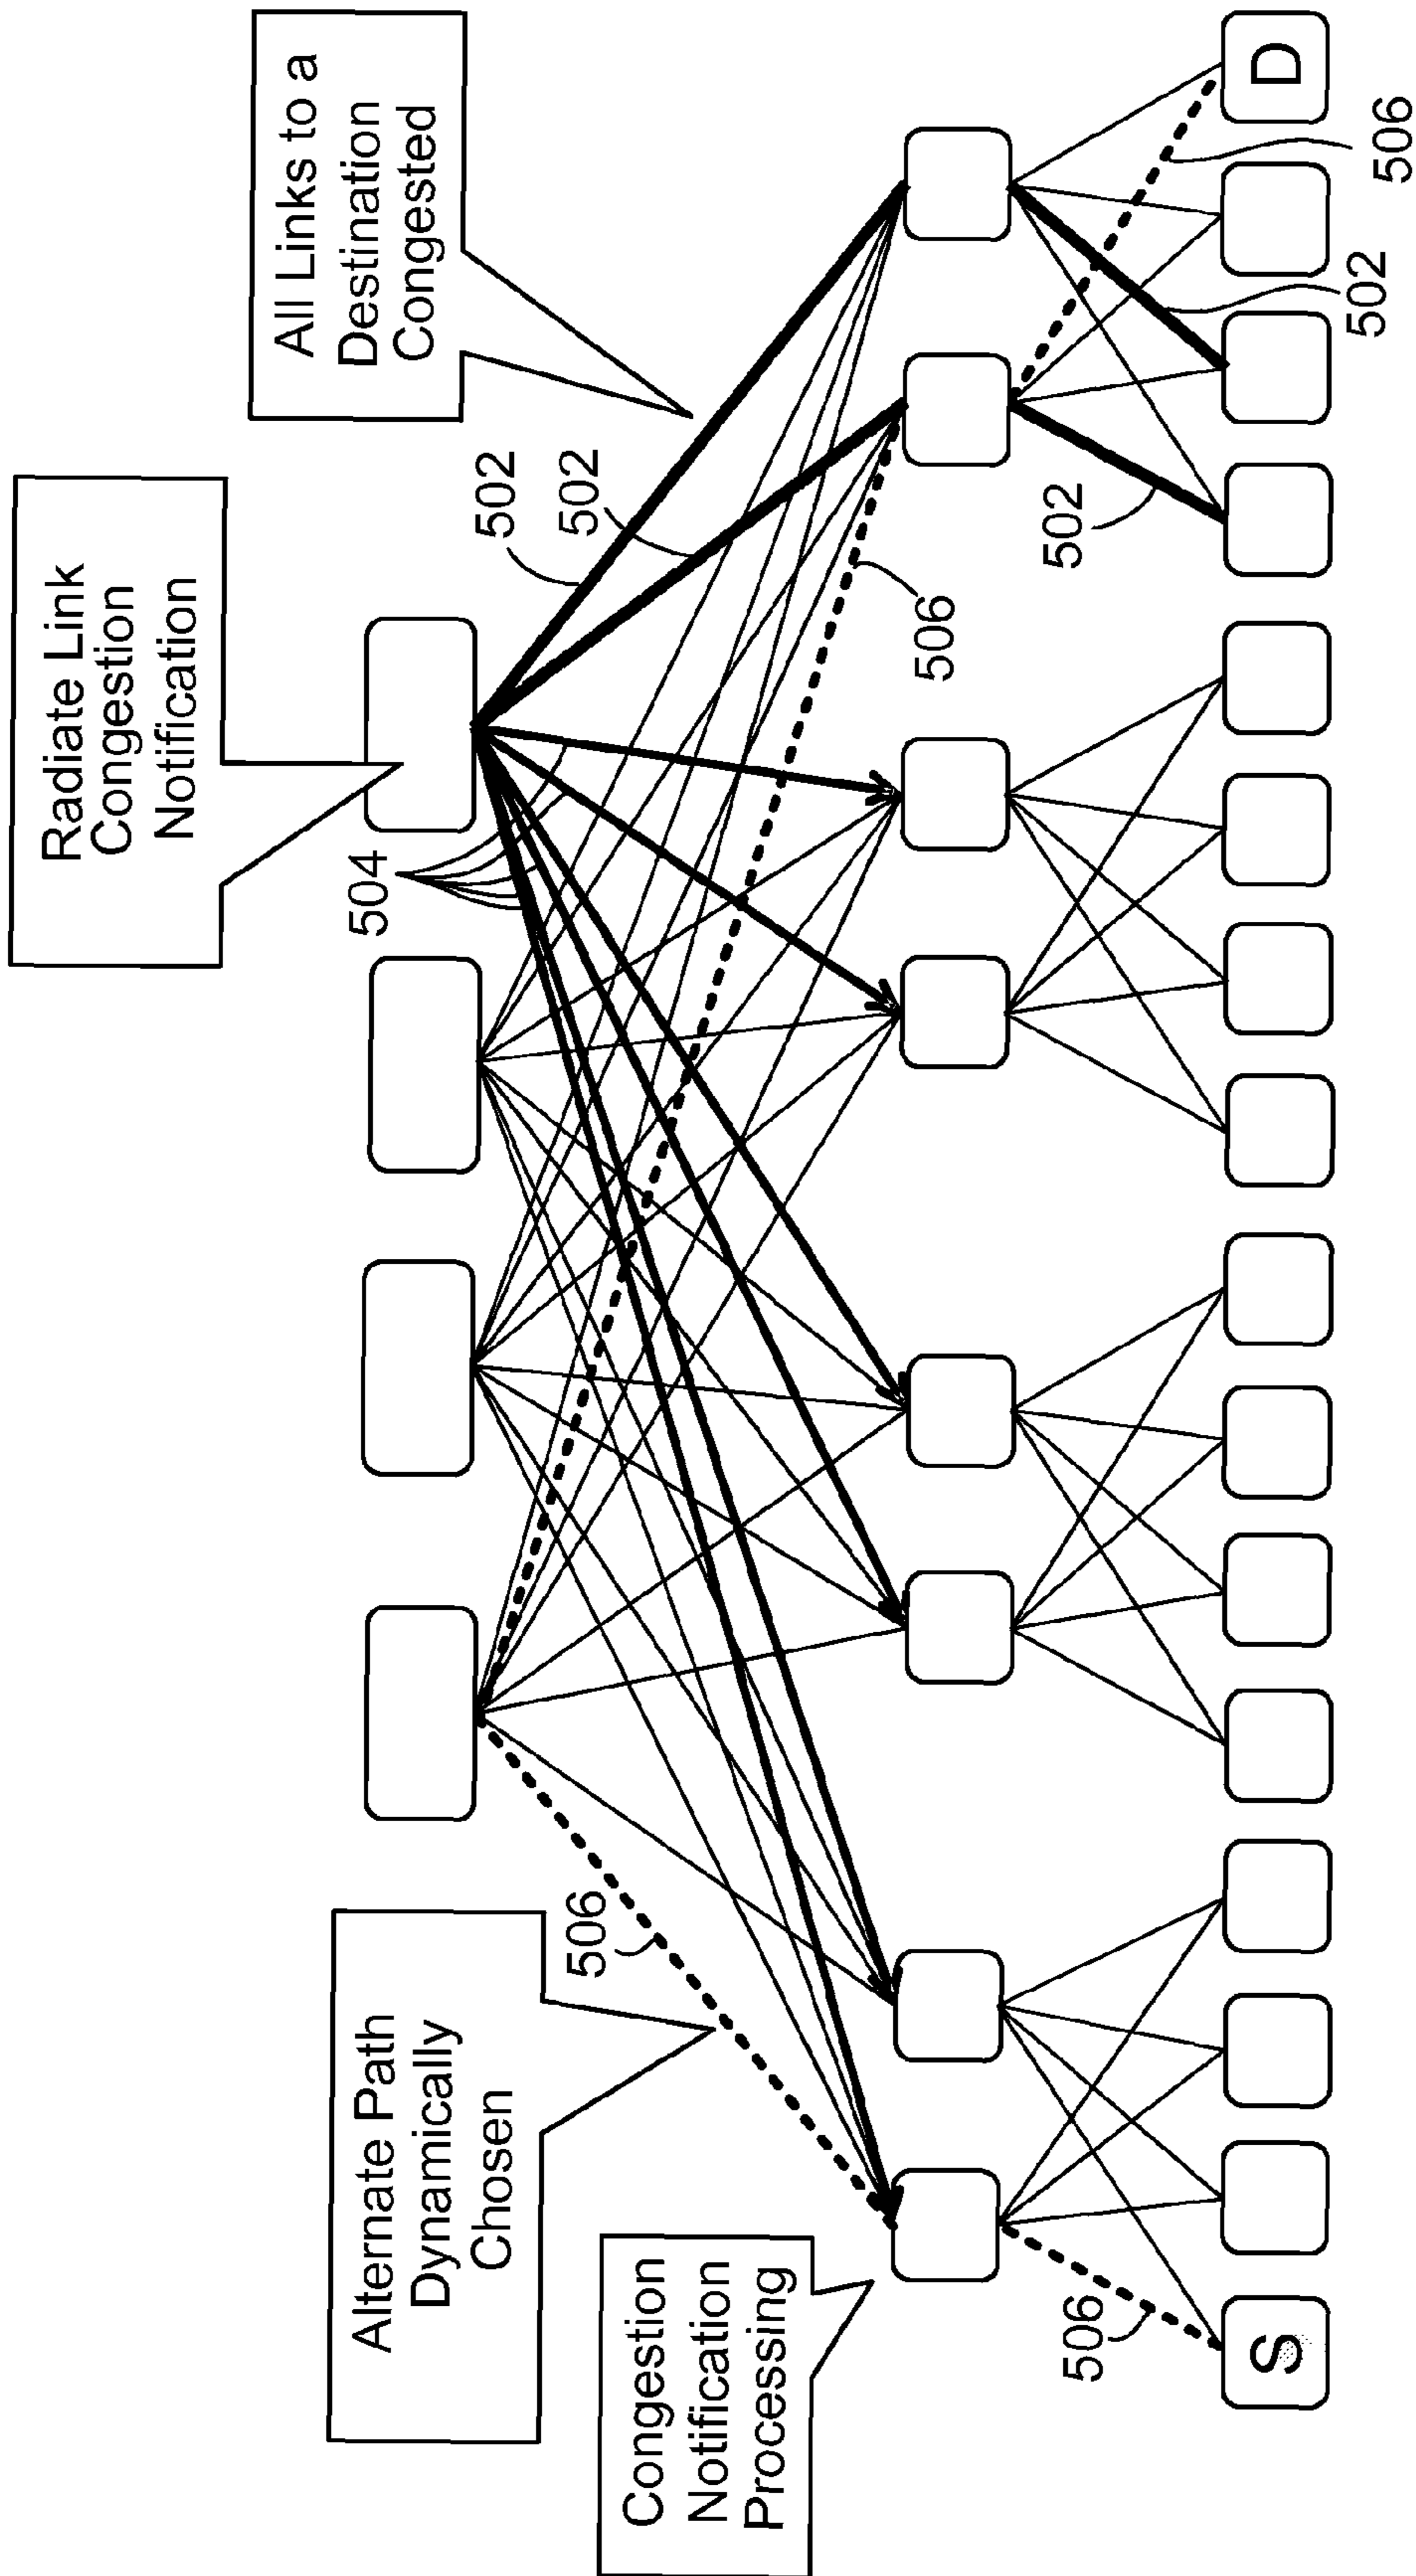 Radiate Link
Congestion
Notification
All Links to a
Destination
Congested
Alternate Path
Dynamically
Chosen
Congestion
Notification
Processing
504
502
502
506
506
502
502
506
506
S
D